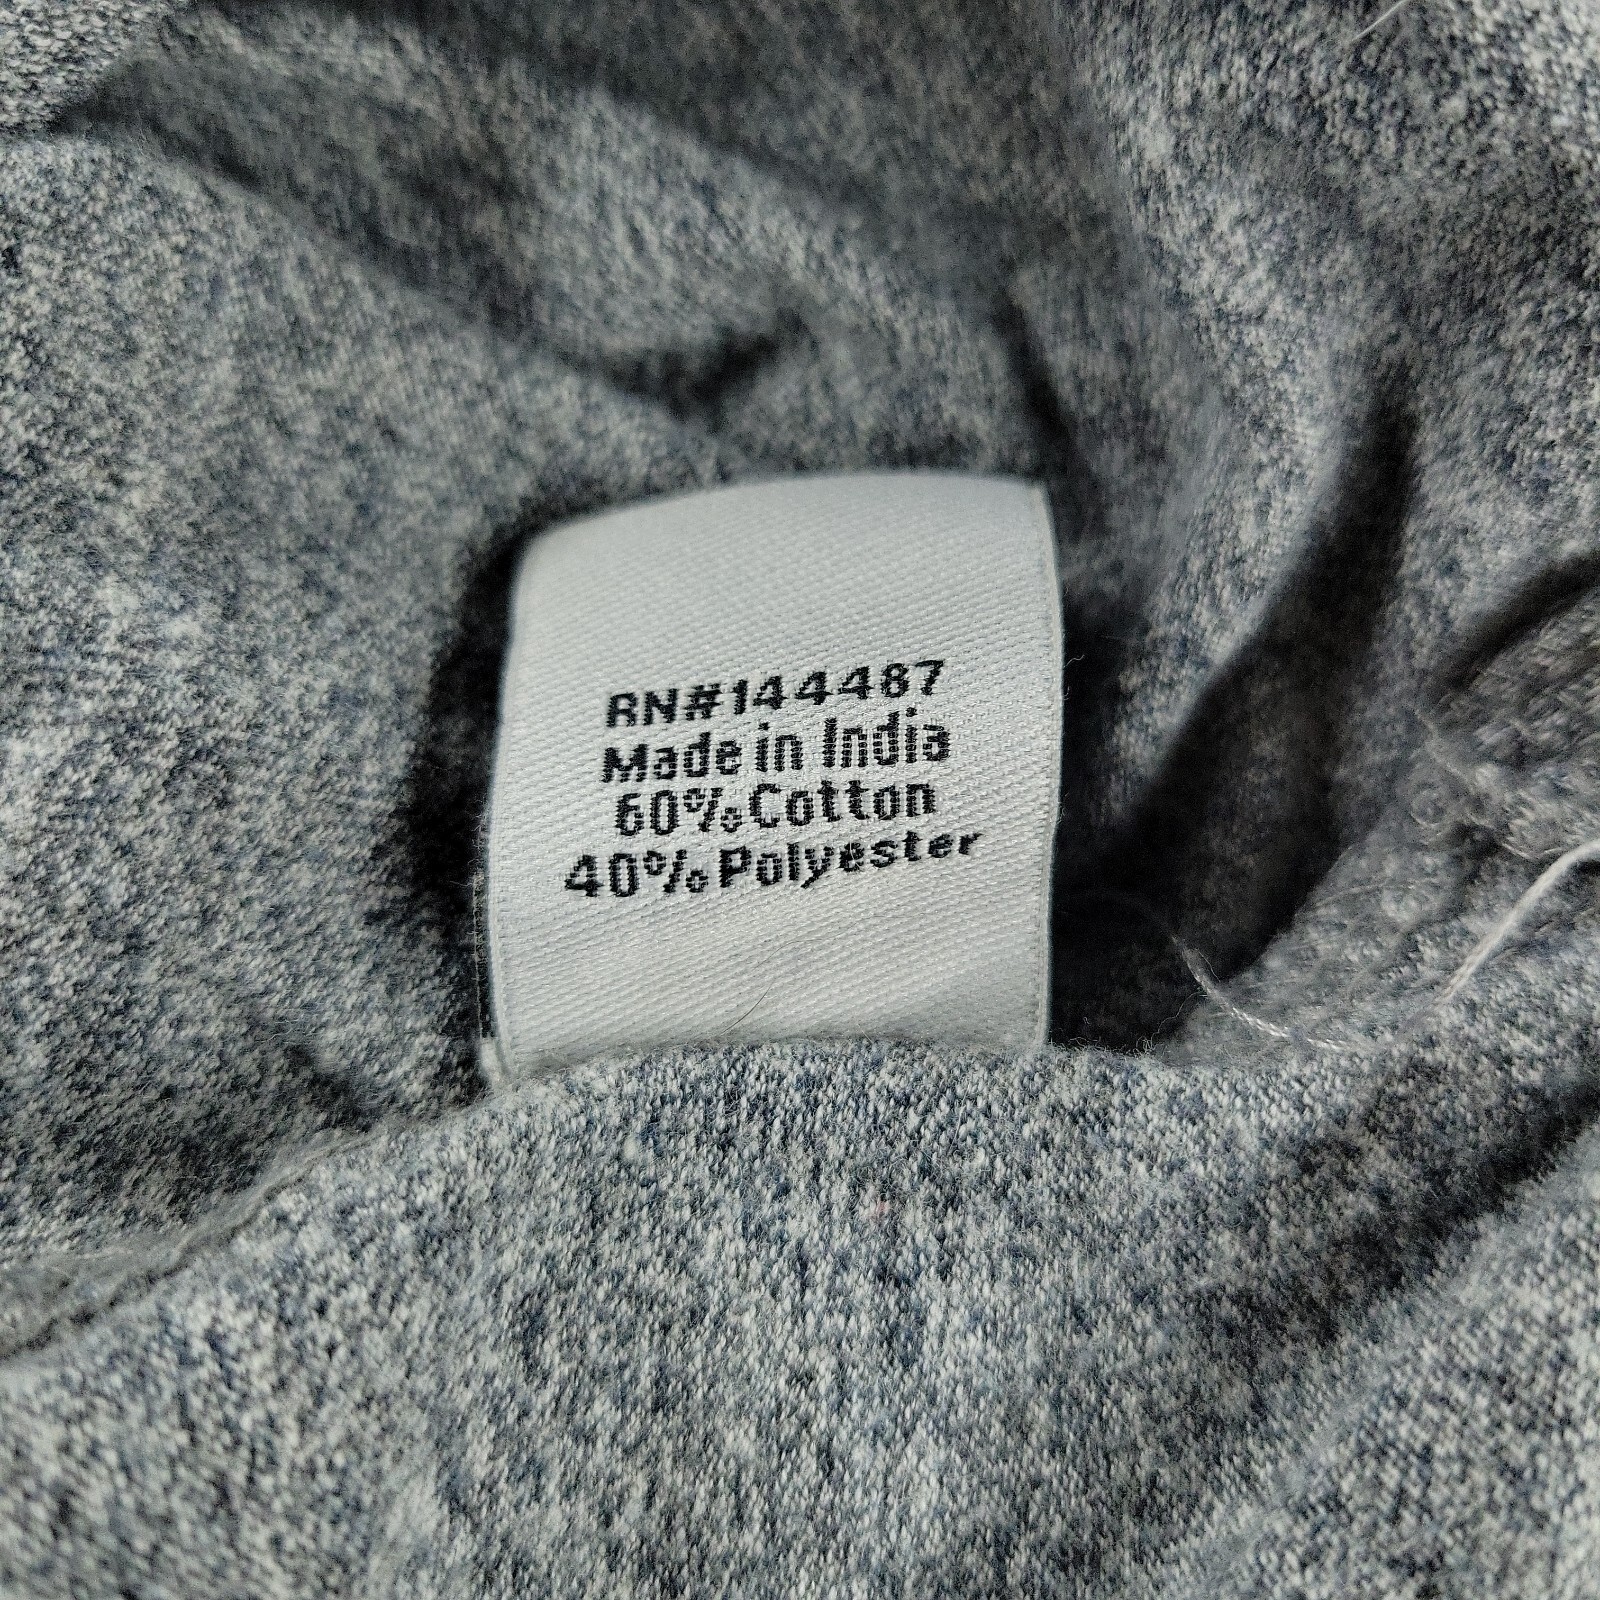 RN#144487
Made in India
60% Cotton
40% Polyester